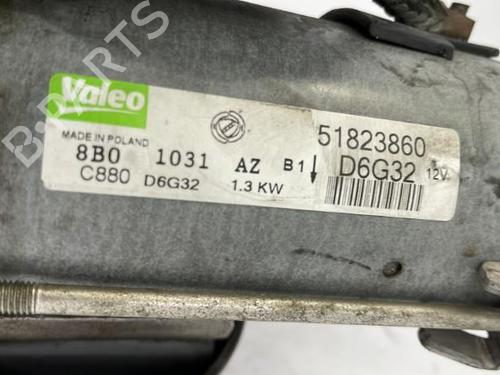 Valeo
MADE IN POLAND
8B0 1031 AZ B1
C880 D6G32 1.3 KW
51823860
D6G32 12V
B-PARTS